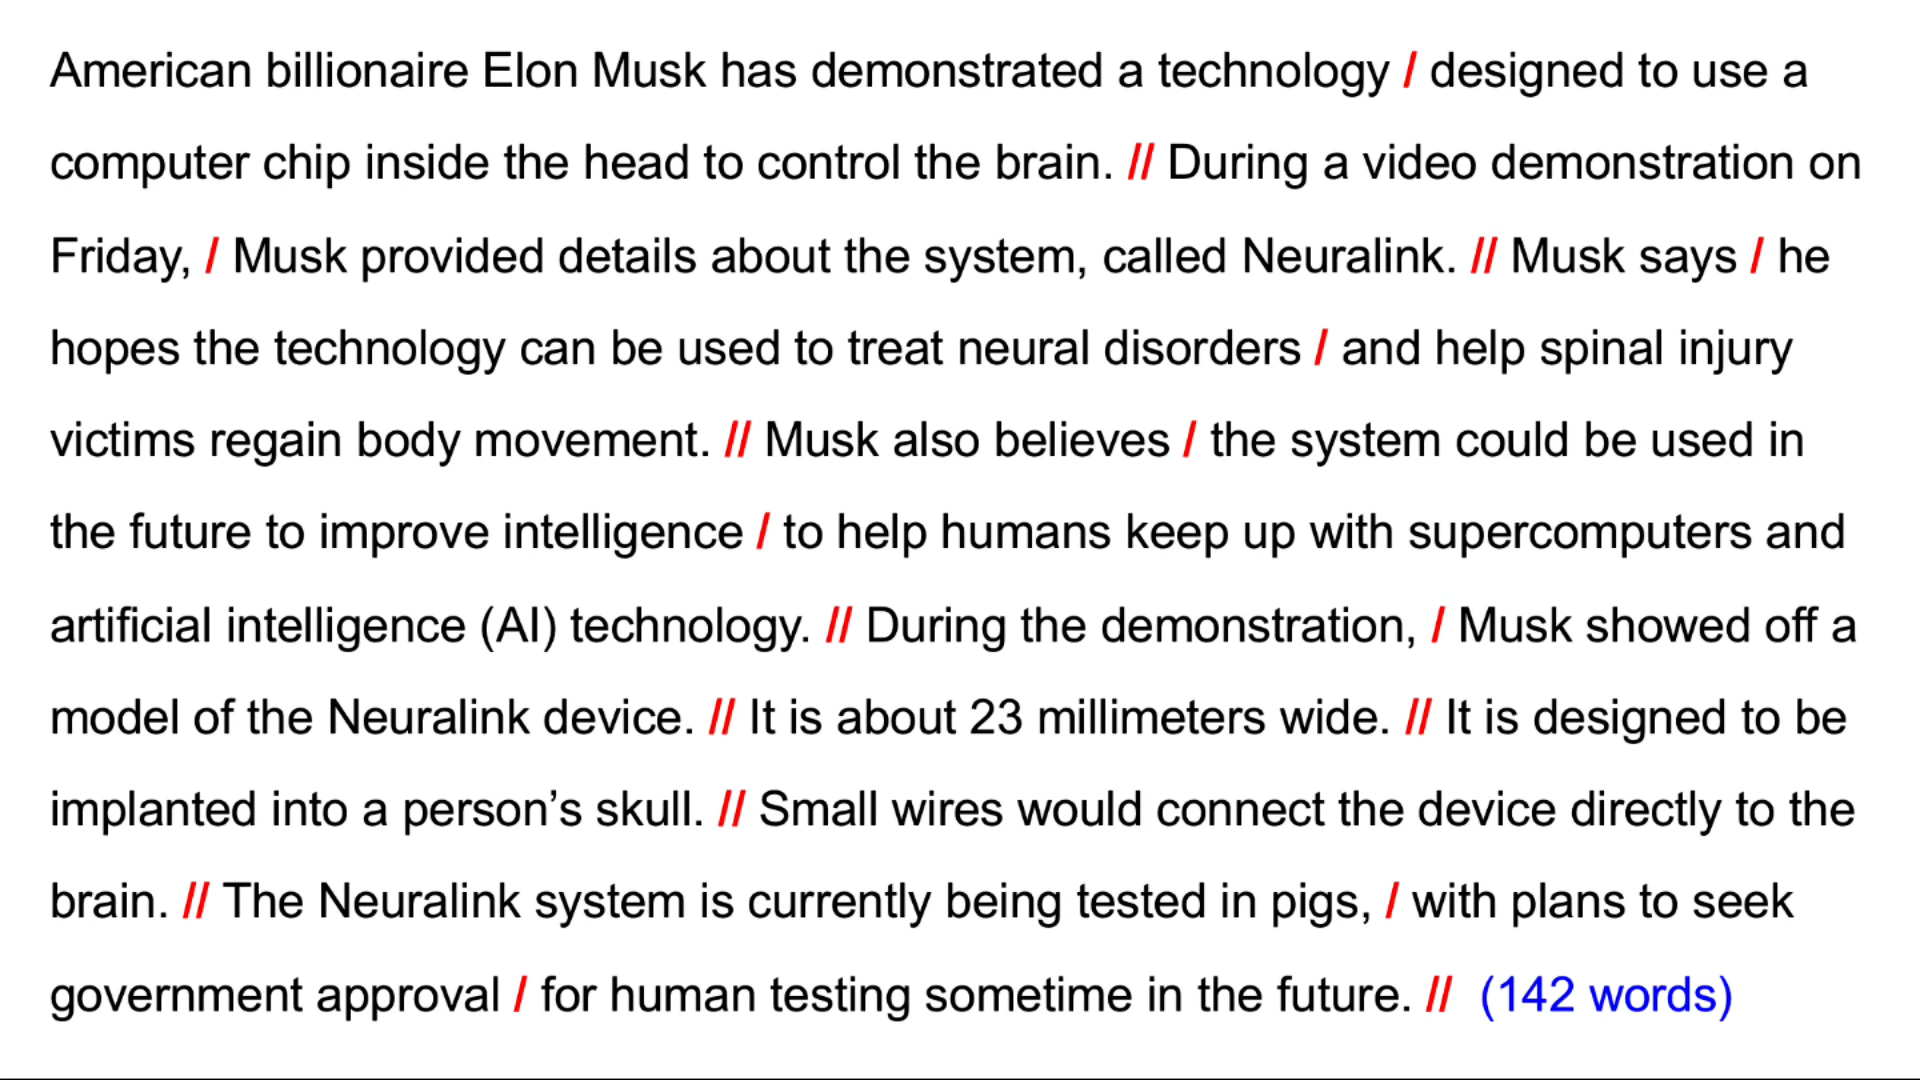 American billionaire Elon Musk has demonstrated a technology / designed to use a
computer chip inside the head to control the brain. // During a video demonstration on
Friday, / Musk provided details about the system, called Neuralink. // Musk says / he
hopes the technology can be used to treat neural disorders / and help spinal injury
victims regain body movement. // Musk also believes / the system could be used in
the future to improve intelligence / to help humans keep up with supercomputers and
artificial intelligence (AI) technology. // During the demonstration, / Musk showed off a
model of the Neuralink device. // It is about 23 millimeters wide. // It is designed to be
implanted into a person’s skull. // Small wires would connect the device directly to the
brain. // The Neuralink system is currently being tested in pigs, / with plans to seek
government approval / for human testing sometime in the future. // (142 words)